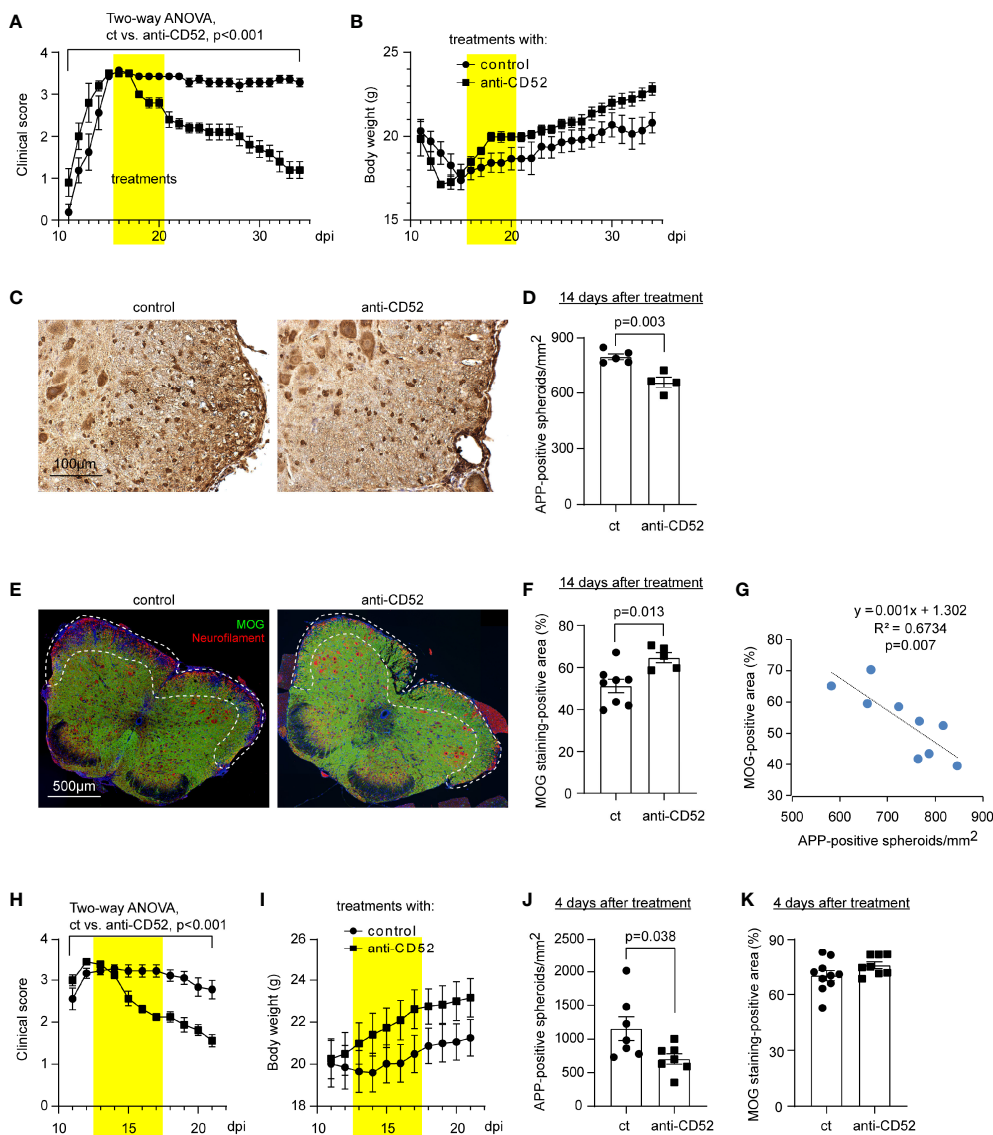 A
Two-way ANOVA,
ct vs. anti-CD52, p<0.001
Clinical score
4
3
2
1
0
treatments
10
20
30
dpi
B
treatments with:
control
anti-CD52
Body weight (g)
25
20
15
10
20
30
dpi
C
control
anti-CD52
100µm
D
14 days after treatment
p=0.003
APP-positive spheroids/mm2
900
600
300
0
ct
anti-CD52
E
control
anti-CD52
MOG
Neurofilament
500µm
F
14 days after treatment
p=0.013
MOG staining-positive area (%)
80
60
40
20
0
ct
anti-CD52
G
y = 0.001x + 1.302
R² = 0.6734
p=0.007
MOG-positive area (%)
80
70
60
50
40
30
500
600
700
800
900
APP-positive spheroids/mm2
H
Two-way ANOVA,
ct vs. anti-CD52, p<0.001
Clinical score
4
3
2
1
0
10
15
20
dpi
I
treatments with:
control
anti-CD52
Body weight (g)
26
24
22
20
18
10
15
20
dpi
J
4 days after treatment
p=0.038
APP-positive spheroids/mm2
2500
2000
1500
1000
500
0
ct
anti-CD52
K
4 days after treatment
MOG staining-positive area (%)
90
60
30
0
ct
anti-CD52